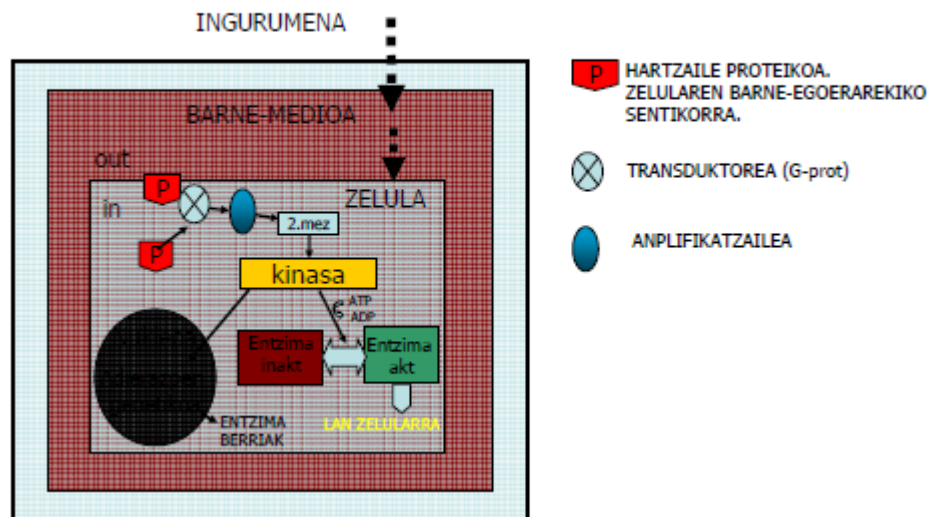 INGURUMENA
BARNE-MEDIOA
out
in
ZELULA
P
P
2.mez
kinasa
ATP
ADP
Entzima
inakt
Entzima
akt
ENTZIMA
BERRIAK
LAN ZELULARRA
P
HARTZAILE PROTEIKOA.
ZELULAREN BARNE-EGOERAREKIKO
SENTIKORRA.
TRANSDUKTOREA (G-prot)
ANPLIFIKATZAILEA